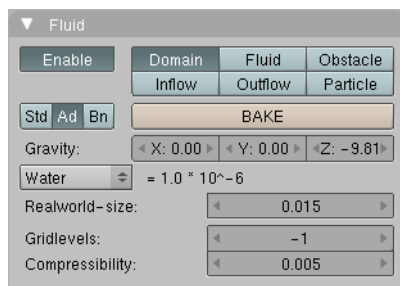 Fluid
Enable Domain Fluid Obstacle
Inflow Outflow Particle
Std Ad Bn BAKE
Gravity: X: 0.00 Y: 0.00 Z: -9.81
Water = 1.0 * 10^-6
Realworld-size: 0.015
Gridlevels: -1
Compressibility: 0.005